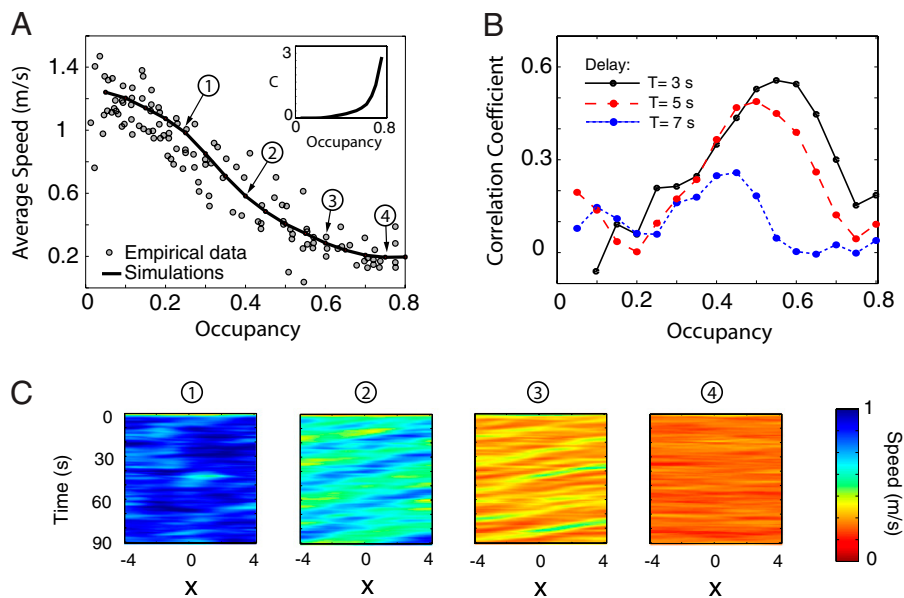 A
Average Speed (m/s)
1.4
1
0.6
0.2
0 0.2 0.4 0.6 0.8
Occupancy
1
2
3
4
Empirical data
Simulations
3
C
0
0 0.8
Occupancy
B
Correlation Coefficient
0.6
0.3
0
0 0.2 0.4 0.6 0.8
Occupancy
Delay:
T= 3 s
T= 5 s
T= 7 s
C
1
2
3
4
Time (s)
0
30
60
90
-4 0 4
X
-4 0 4
X
-4 0 4
X
-4 0 4
X
1
0
Speed (m/s)